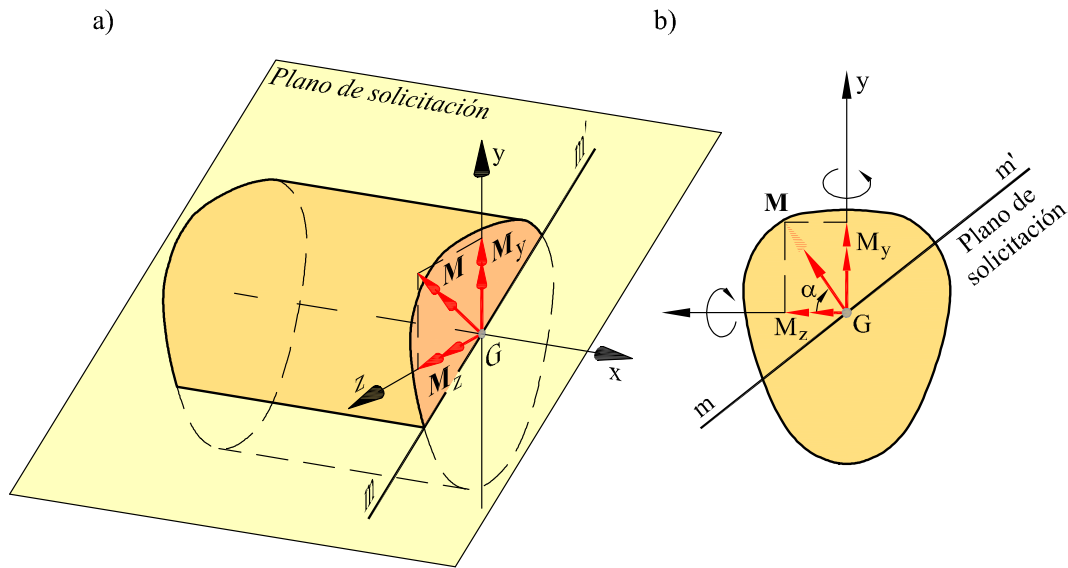 a)
b)
Plano de solicitación
y
m'
M
My
G
z
Mz
x
m
y
m'
Plano de
solicitación
M
My
α
Mz
G
m